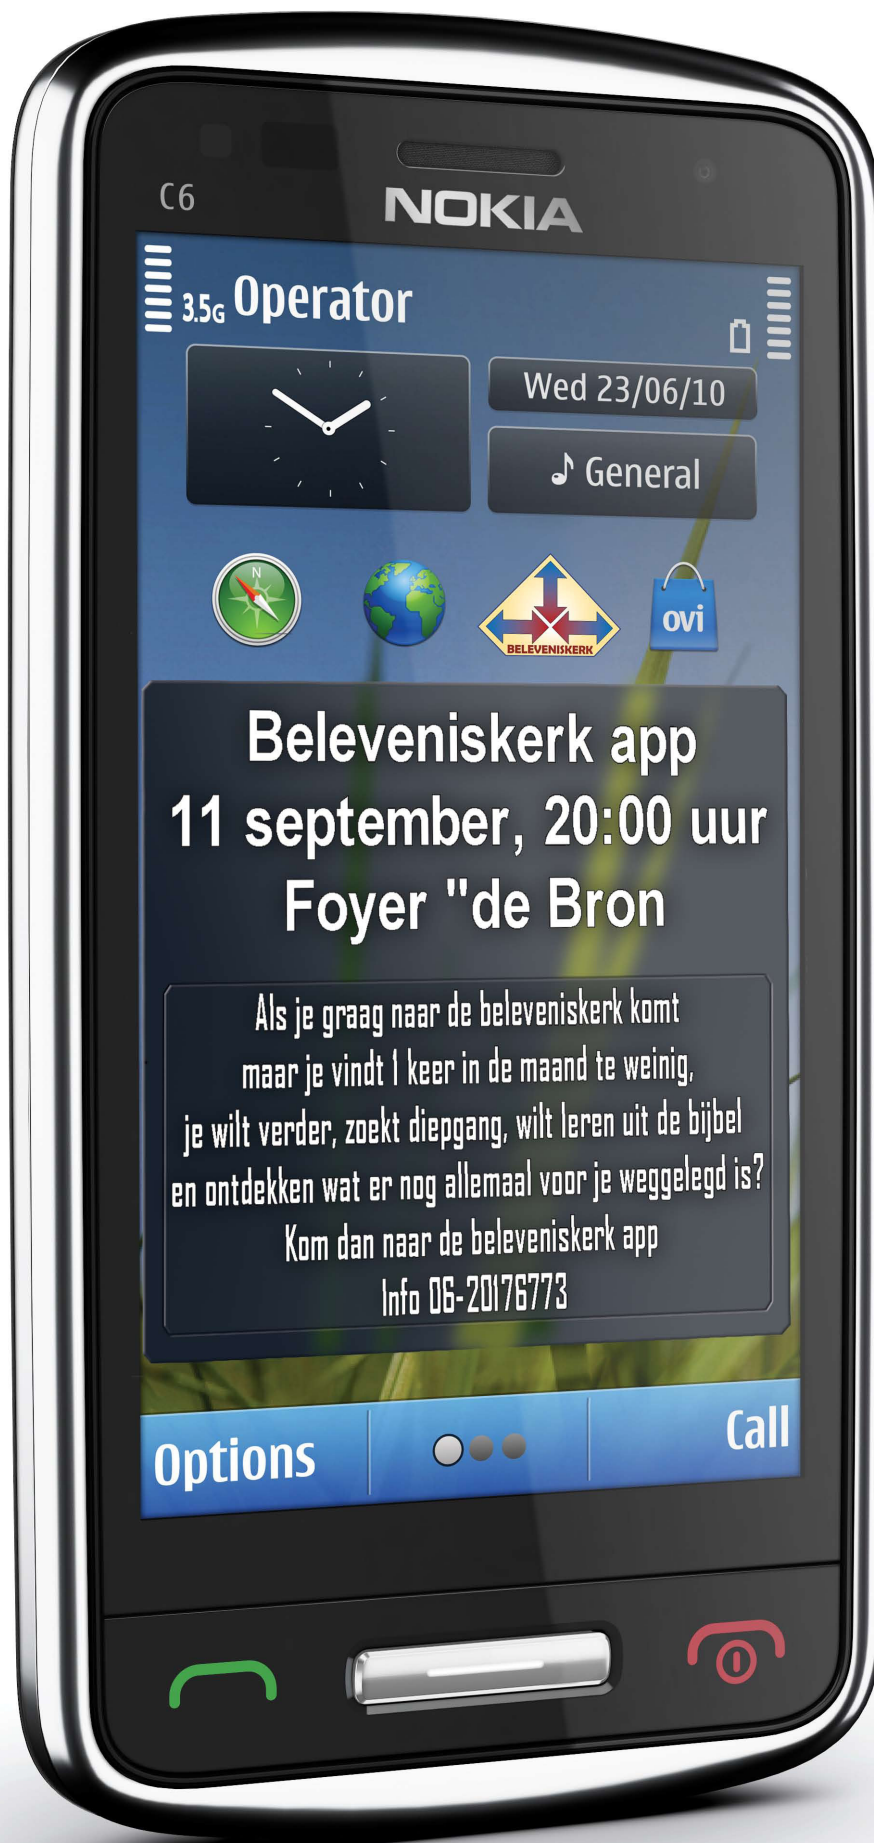 C6
NOKIA
3.5G Operator
Wed 23/06/10
♪ General
N
BELEVENISKERK
ovi
Beleveniskerk app
11 september, 20:00 uur
Foyer "de Bron
Als je graag naar de beleveniskerk komt
maar je vindt 1 keer in de maand te weinig,
je wilt verder, zoekt diepgang, wilt leren uit de bijbel
en ontdekken wat er nog allemaal voor je weggelegd is?
Kom dan naar de beleveniskerk app
Info 06-20176773
Options
Call